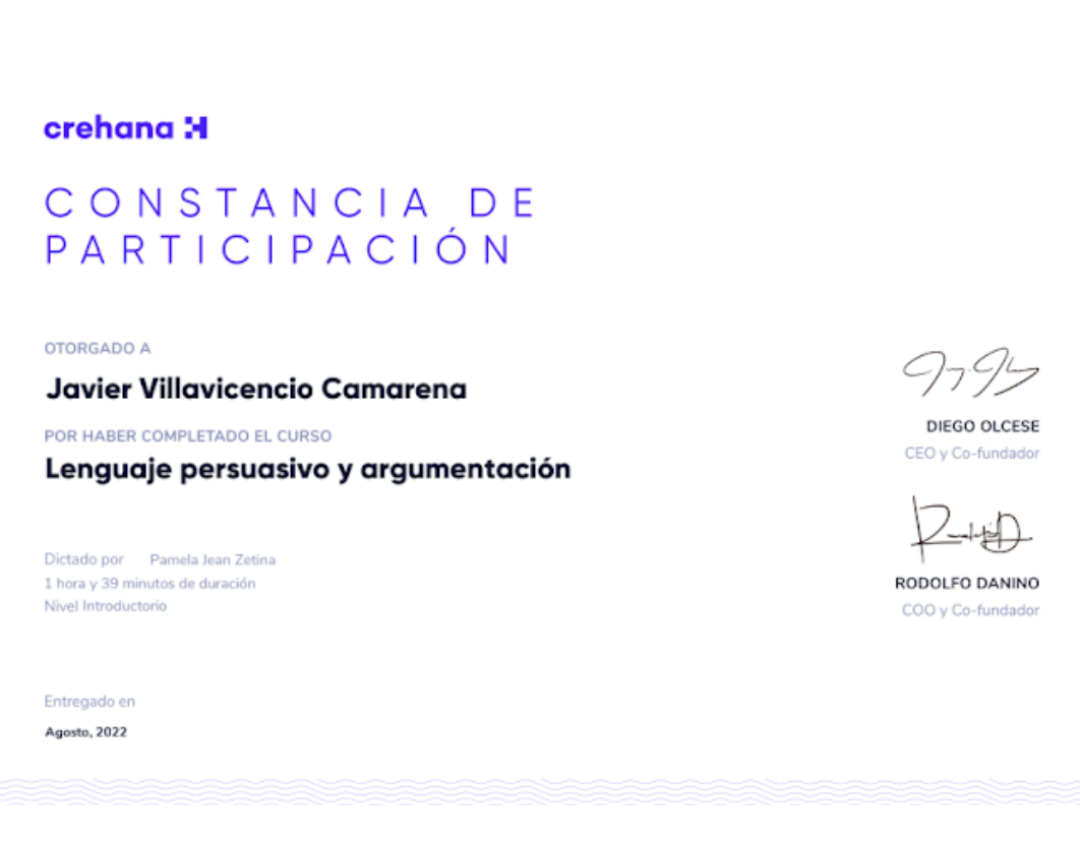 crehana
CONSTANCIA DE
PARTICIPACIÓN
OTORGADO A
Javier Villavicencio Camarena
POR HABER COMPLETADO EL CURSO
Lenguaje persuasivo y argumentación
Dictado por Pamela Jean Zetina
1 hora y 39 minutos de duración
Nivel Introductorio
Entregado en
Agosto, 2022
DIEGO OLCESE
CEO y Co-fundador
RODOLFO DANINO
COO y Co-fundador